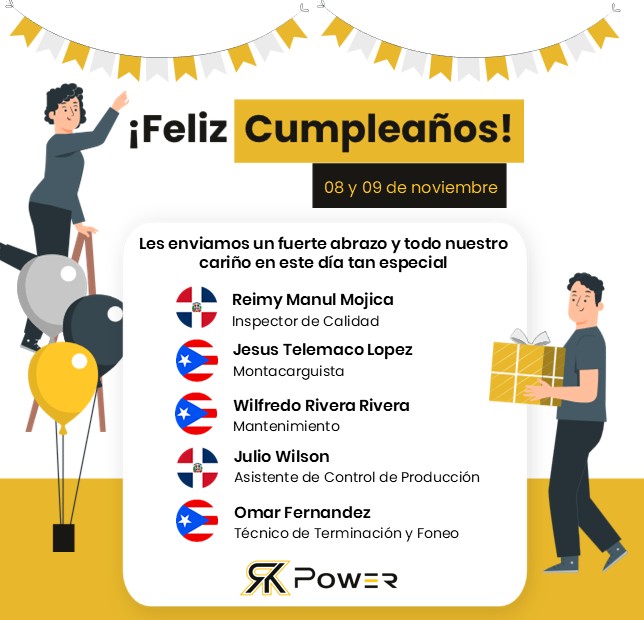 ¡Feliz Cumpleaños!
08 y 09 de noviembre
Les enviamos un fuerte abrazo y todo nuestro
cariño en este día tan especial
Reimy Manul Mojica
Inspector de Calidad
Jesus Telemaco Lopez
Montacarguista
Wilfredo Rivera Rivera
Mantenimiento
Julio Wilson
Asistente de Control de Producción
Omar Fernandez
Técnico de Terminación y Foneo
RK Power